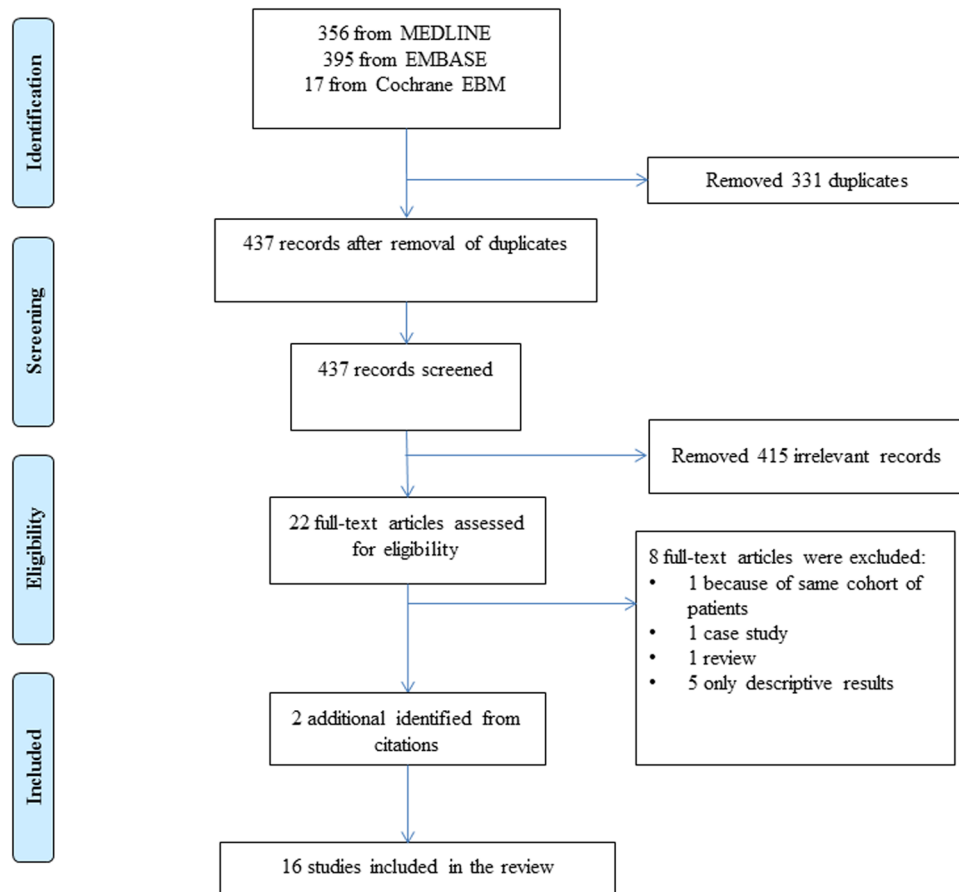 Identification
356 from MEDLINE
395 from EMBASE
17 from Cochrane EBM
Removed 331 duplicates
Screening
437 records after removal of duplicates
437 records screened
Removed 415 irrelevant records
Eligibility
22 full-text articles assessed
for eligibility
8 full-text articles were excluded:
• 1 because of same cohort of
patients
• 1 case study
• 1 review
• 5 only descriptive results
Included
2 additional identified from
citations
16 studies included in the review